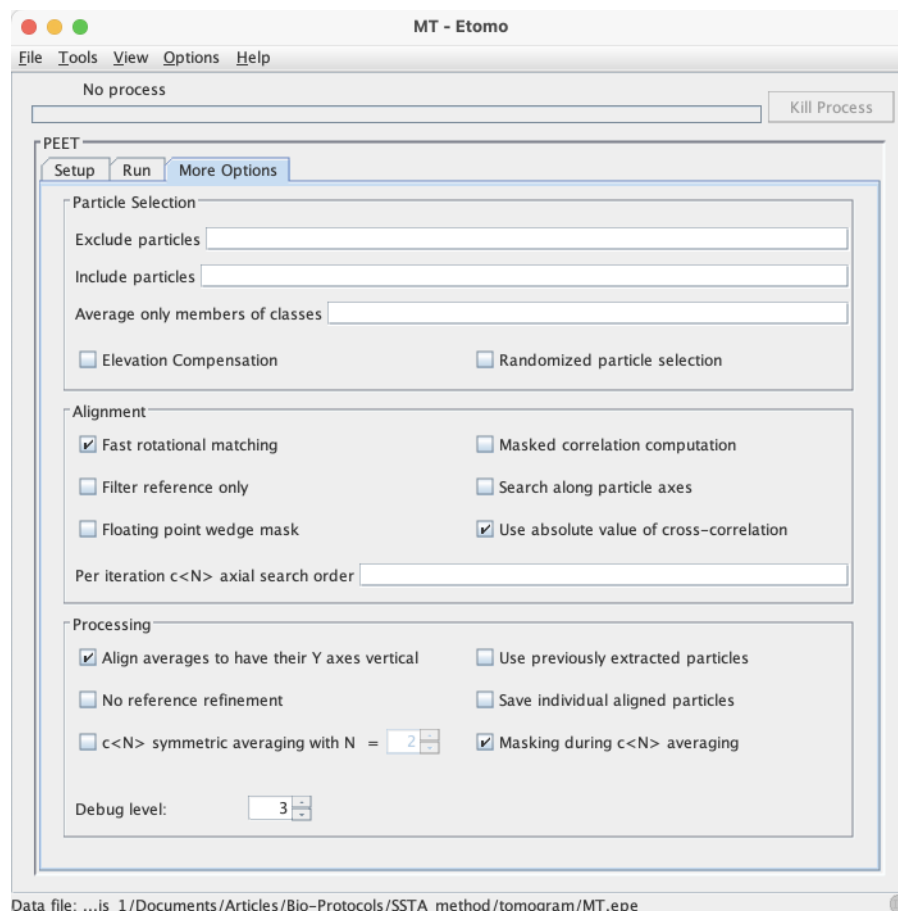 MT - Etomo
File Tools View Options Help
No process
Kill Process
PEET
Setup Run More Options
Particle Selection
Exclude particles
Include particles
Average only members of classes
Elevation Compensation Randomized particle selection
Alignment
Fast rotational matching Masked correlation computation
Filter reference only Search along particle axes
Floating point wedge mask Use absolute value of cross-correlation
Per iteration c<N> axial search order
Processing
Align averages to have their Y axes vertical Use previously extracted particles
No reference refinement Save individual aligned particles
c<N> symmetric averaging with N = 2 Masking during c<N> averaging
Debug level: 3
Data file: ...is_1/Documents/Articles/Bio-Protocols/SSTA_method/tomogram/MT.epe